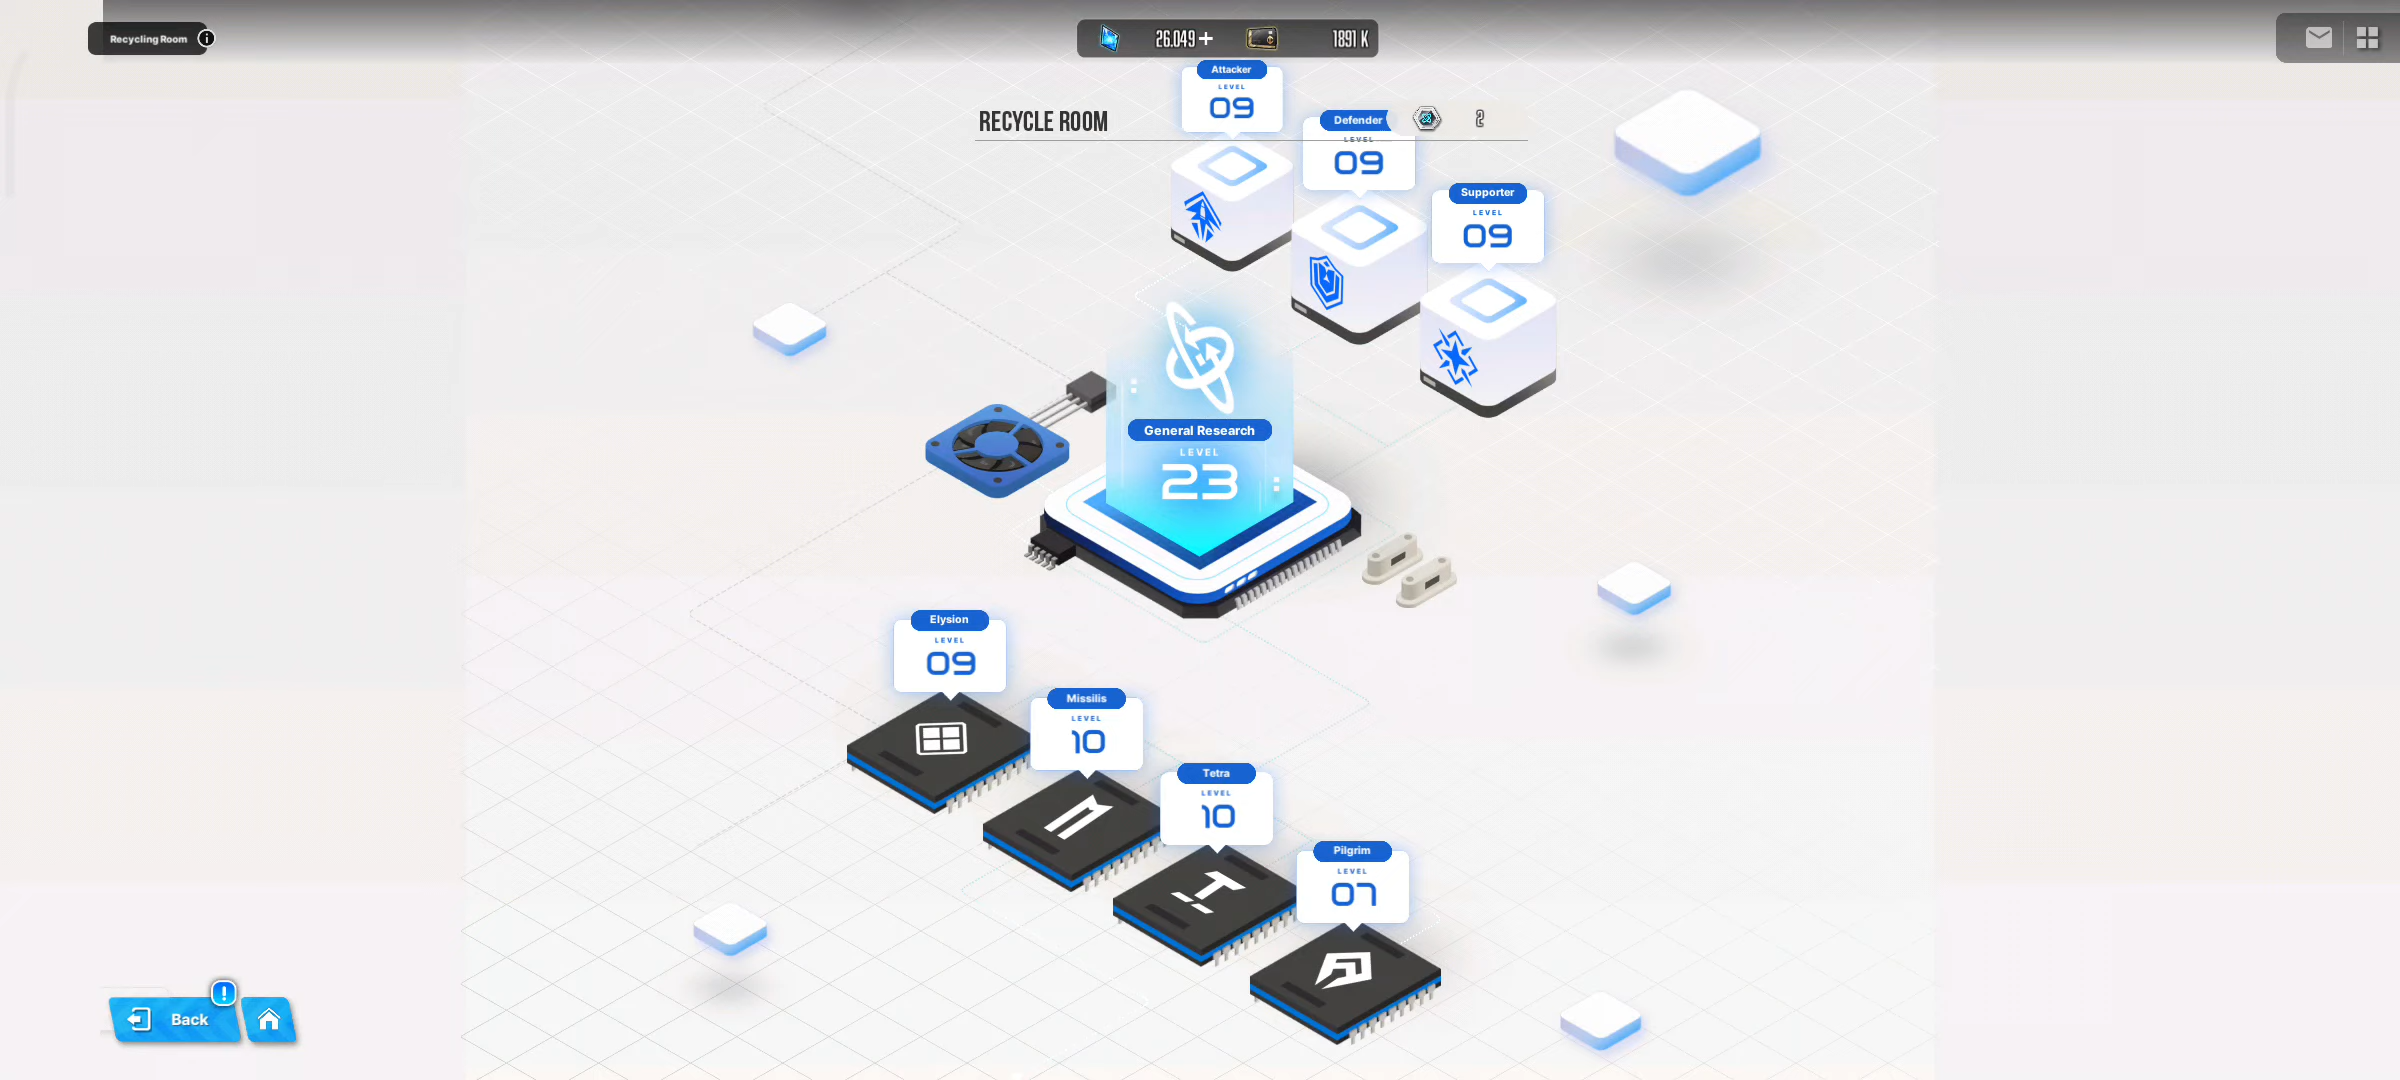 Recycling Room
26.049
1891 K
RECYCLE ROOM
2
Attacker
LEVEL
09
Defender
LEVEL
09
Supporter
LEVEL
09
General Research
LEVEL
23
Elysion
LEVEL
09
Missilis
LEVEL
10
Tetra
LEVEL
10
Pilgrim
LEVEL
07
Back